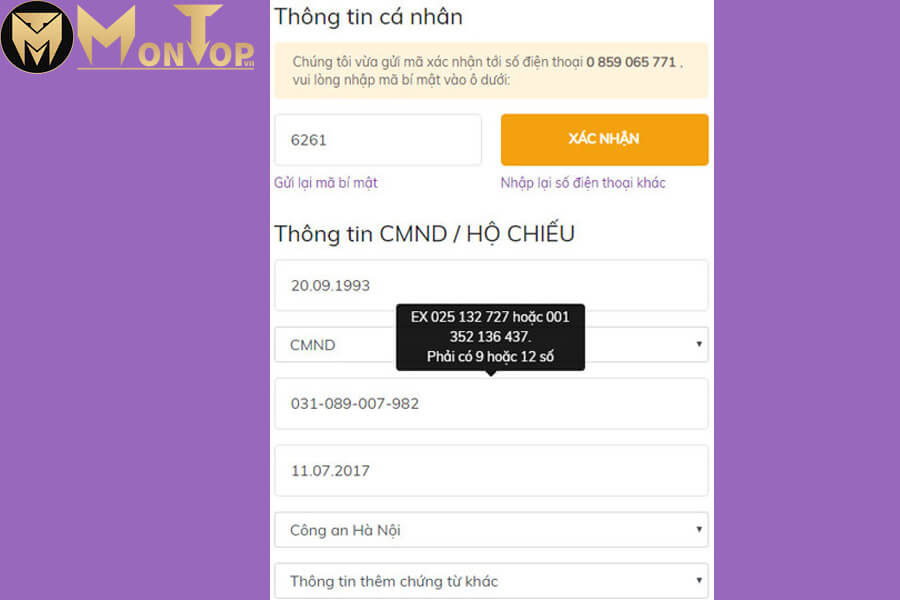 MONTOP.vn
Thông tin cá nhân
Chúng tôi vừa gửi mã xác nhận tới số điện thoại 0 859 065 771 ,
vui lòng nhập mã bí mật vào ô dưới:
6261
XÁC NHẬN
Gửi lại mã bí mật
Nhập lại số điện thoại khác
Thông tin CMND / HỘ CHIẾU
20.09.1993
EX 025 132 727 hoặc 001
352 136 437.
Phải có 9 hoặc 12 số
CMND
031-089-007-982
11.07.2017
Công an Hà Nội
Thông tin thêm chứng từ khác